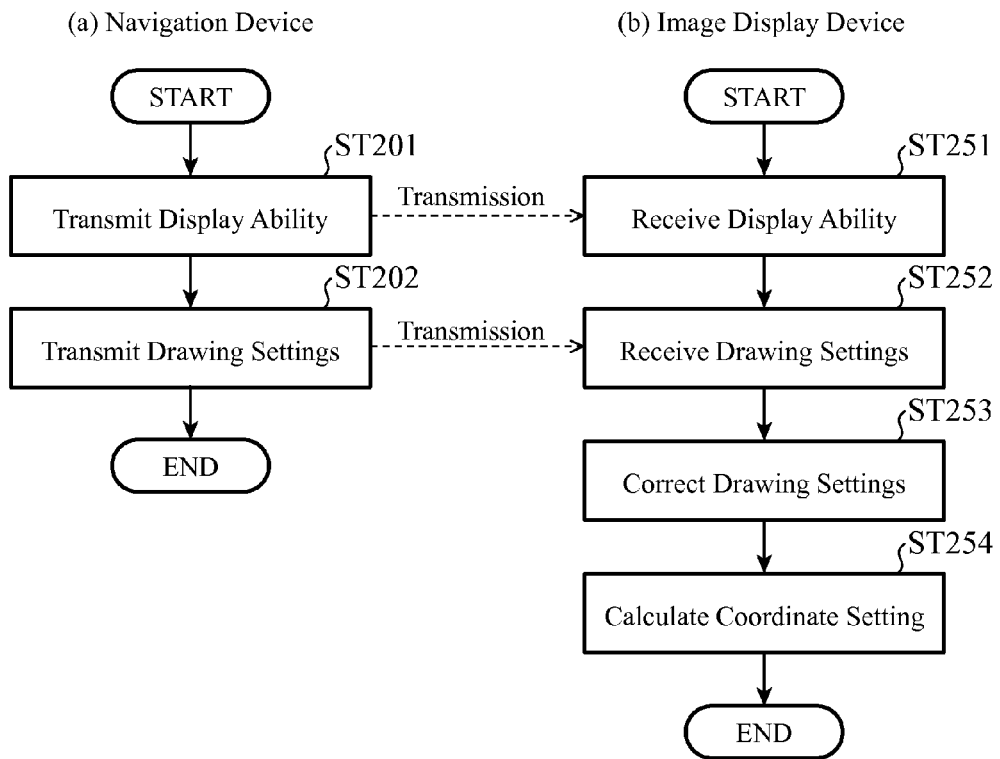 (a) Navigation Device
START
ST201
Transmit Display Ability
Transmission
ST202
Transmit Drawing Settings
Transmission
END
(b) Image Display Device
START
ST251
Receive Display Ability
ST252
Receive Drawing Settings
ST253
Correct Drawing Settings
ST254
Calculate Coordinate Setting
END